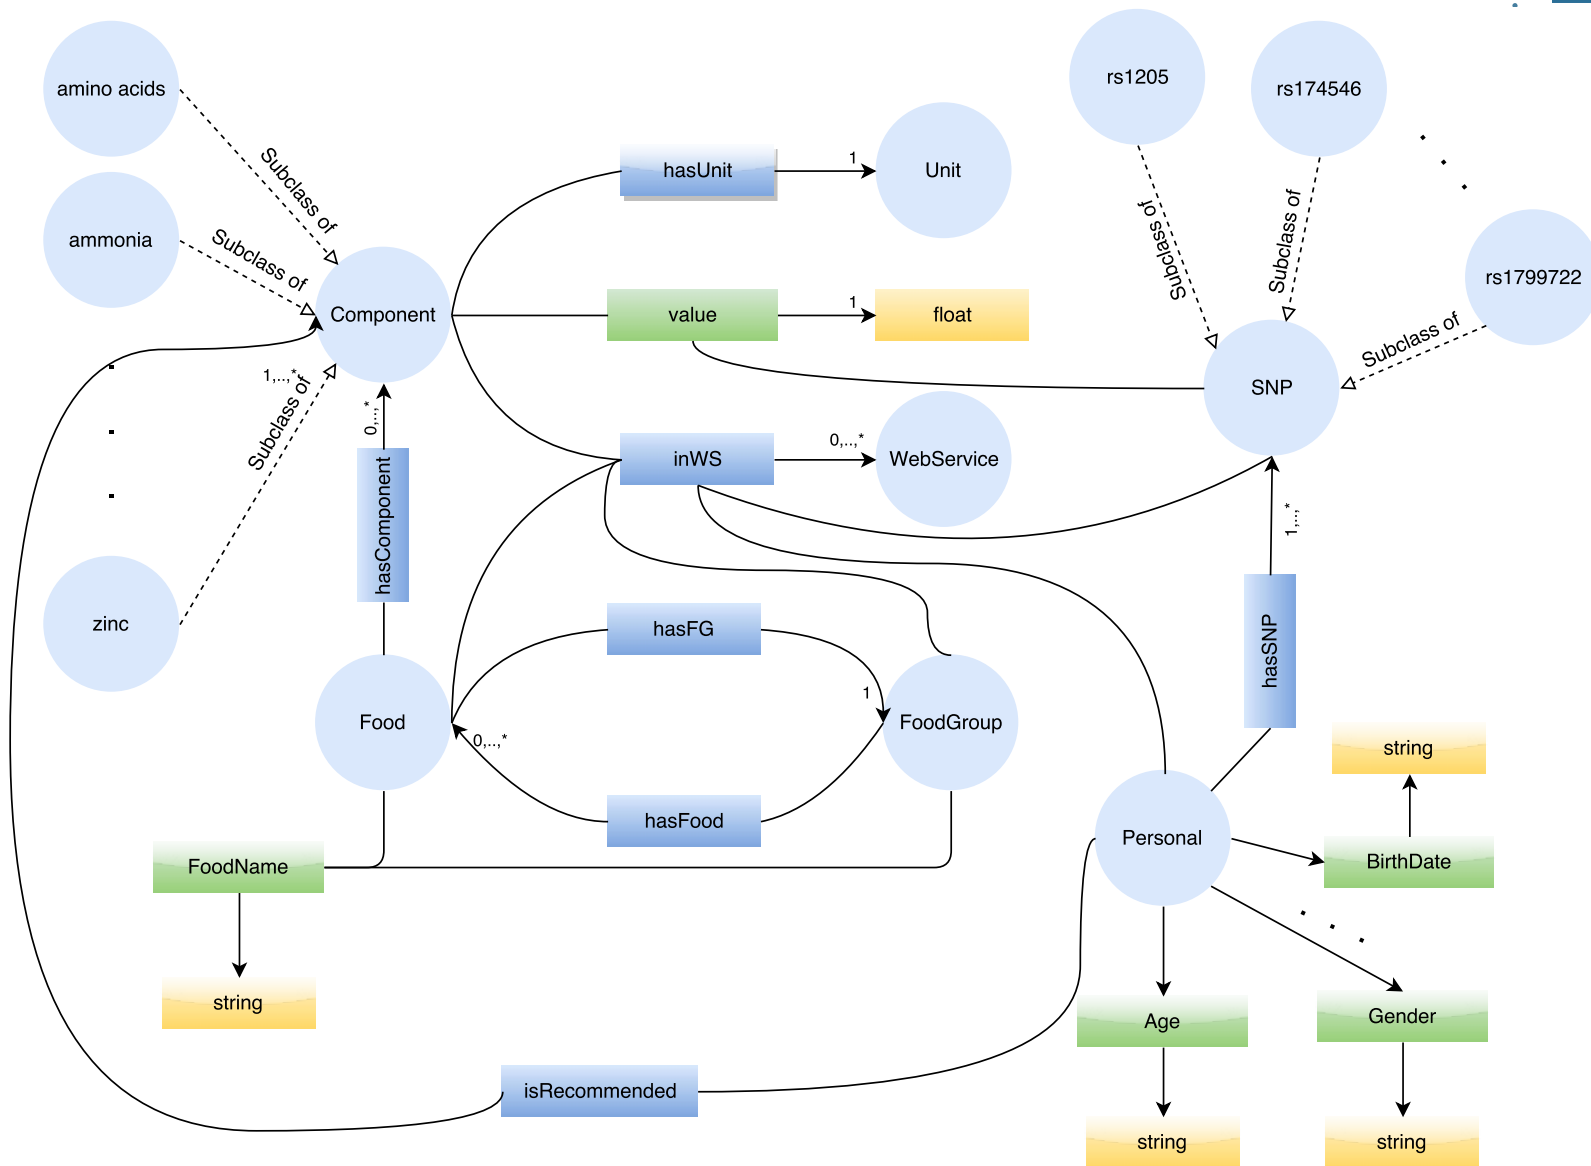 rs1205
amino acids
rs174546
Unit
hasUnit
1
Subclass of
ammonia
Subclass of
Subclass of
Subclass of
rs1799722
Component
value
1
float
Subclass of
1,..,*
Subclass of
SNP
0,..,*
inWS
0,..,*
WebService
hasComponent
1,..,*
zinc
hasFG
hasSNP
1
Food
FoodGroup
0,..,*
string
hasFood
Personal
FoodName
BirthDate
string
Age
Gender
isRecommended
string
string